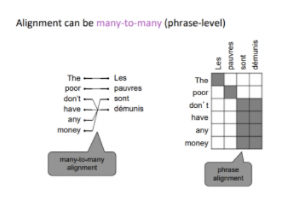 Alignment can be many-to-many (phrase-level)
The Les
poor pauvres
don't sont
have démunis
any
money
many-to-many
alignment
Les
pauvres
sont
démunis
The
poor
don't
have
any
money
phrase
alignment